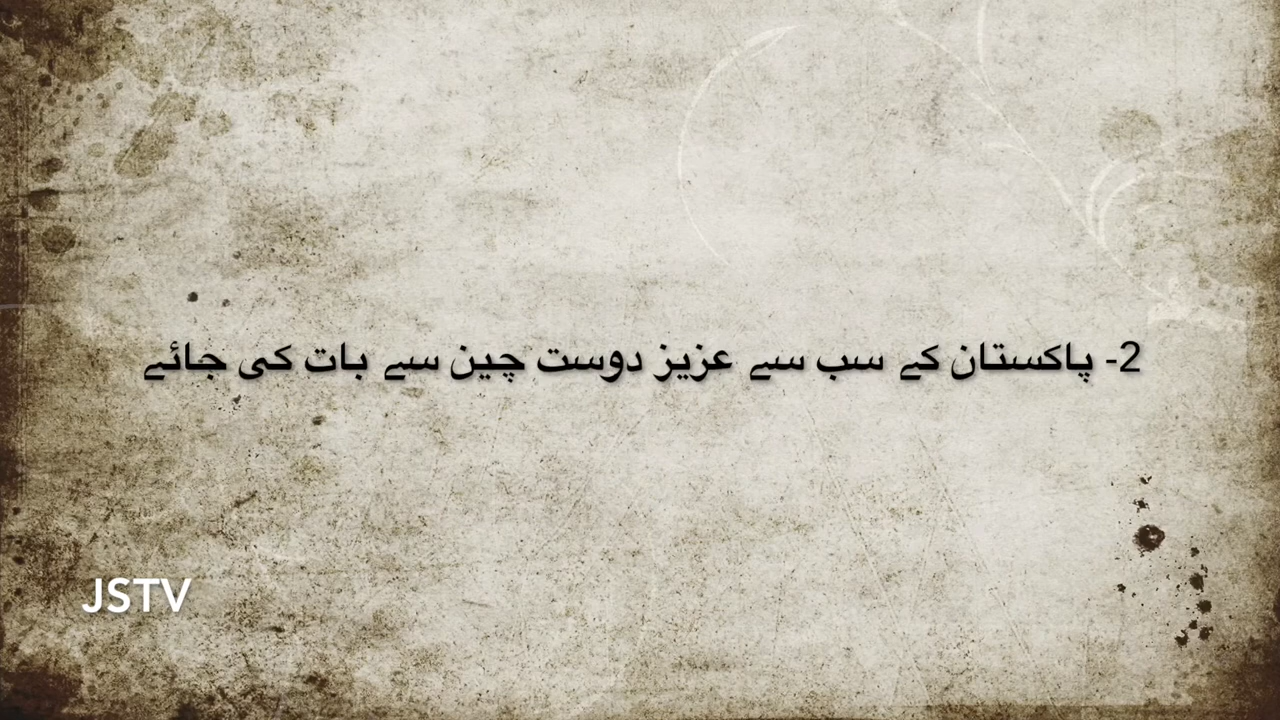 2- پاکستان کے سب سے عزیز دوست چین سے بات کی جائے
JSTV